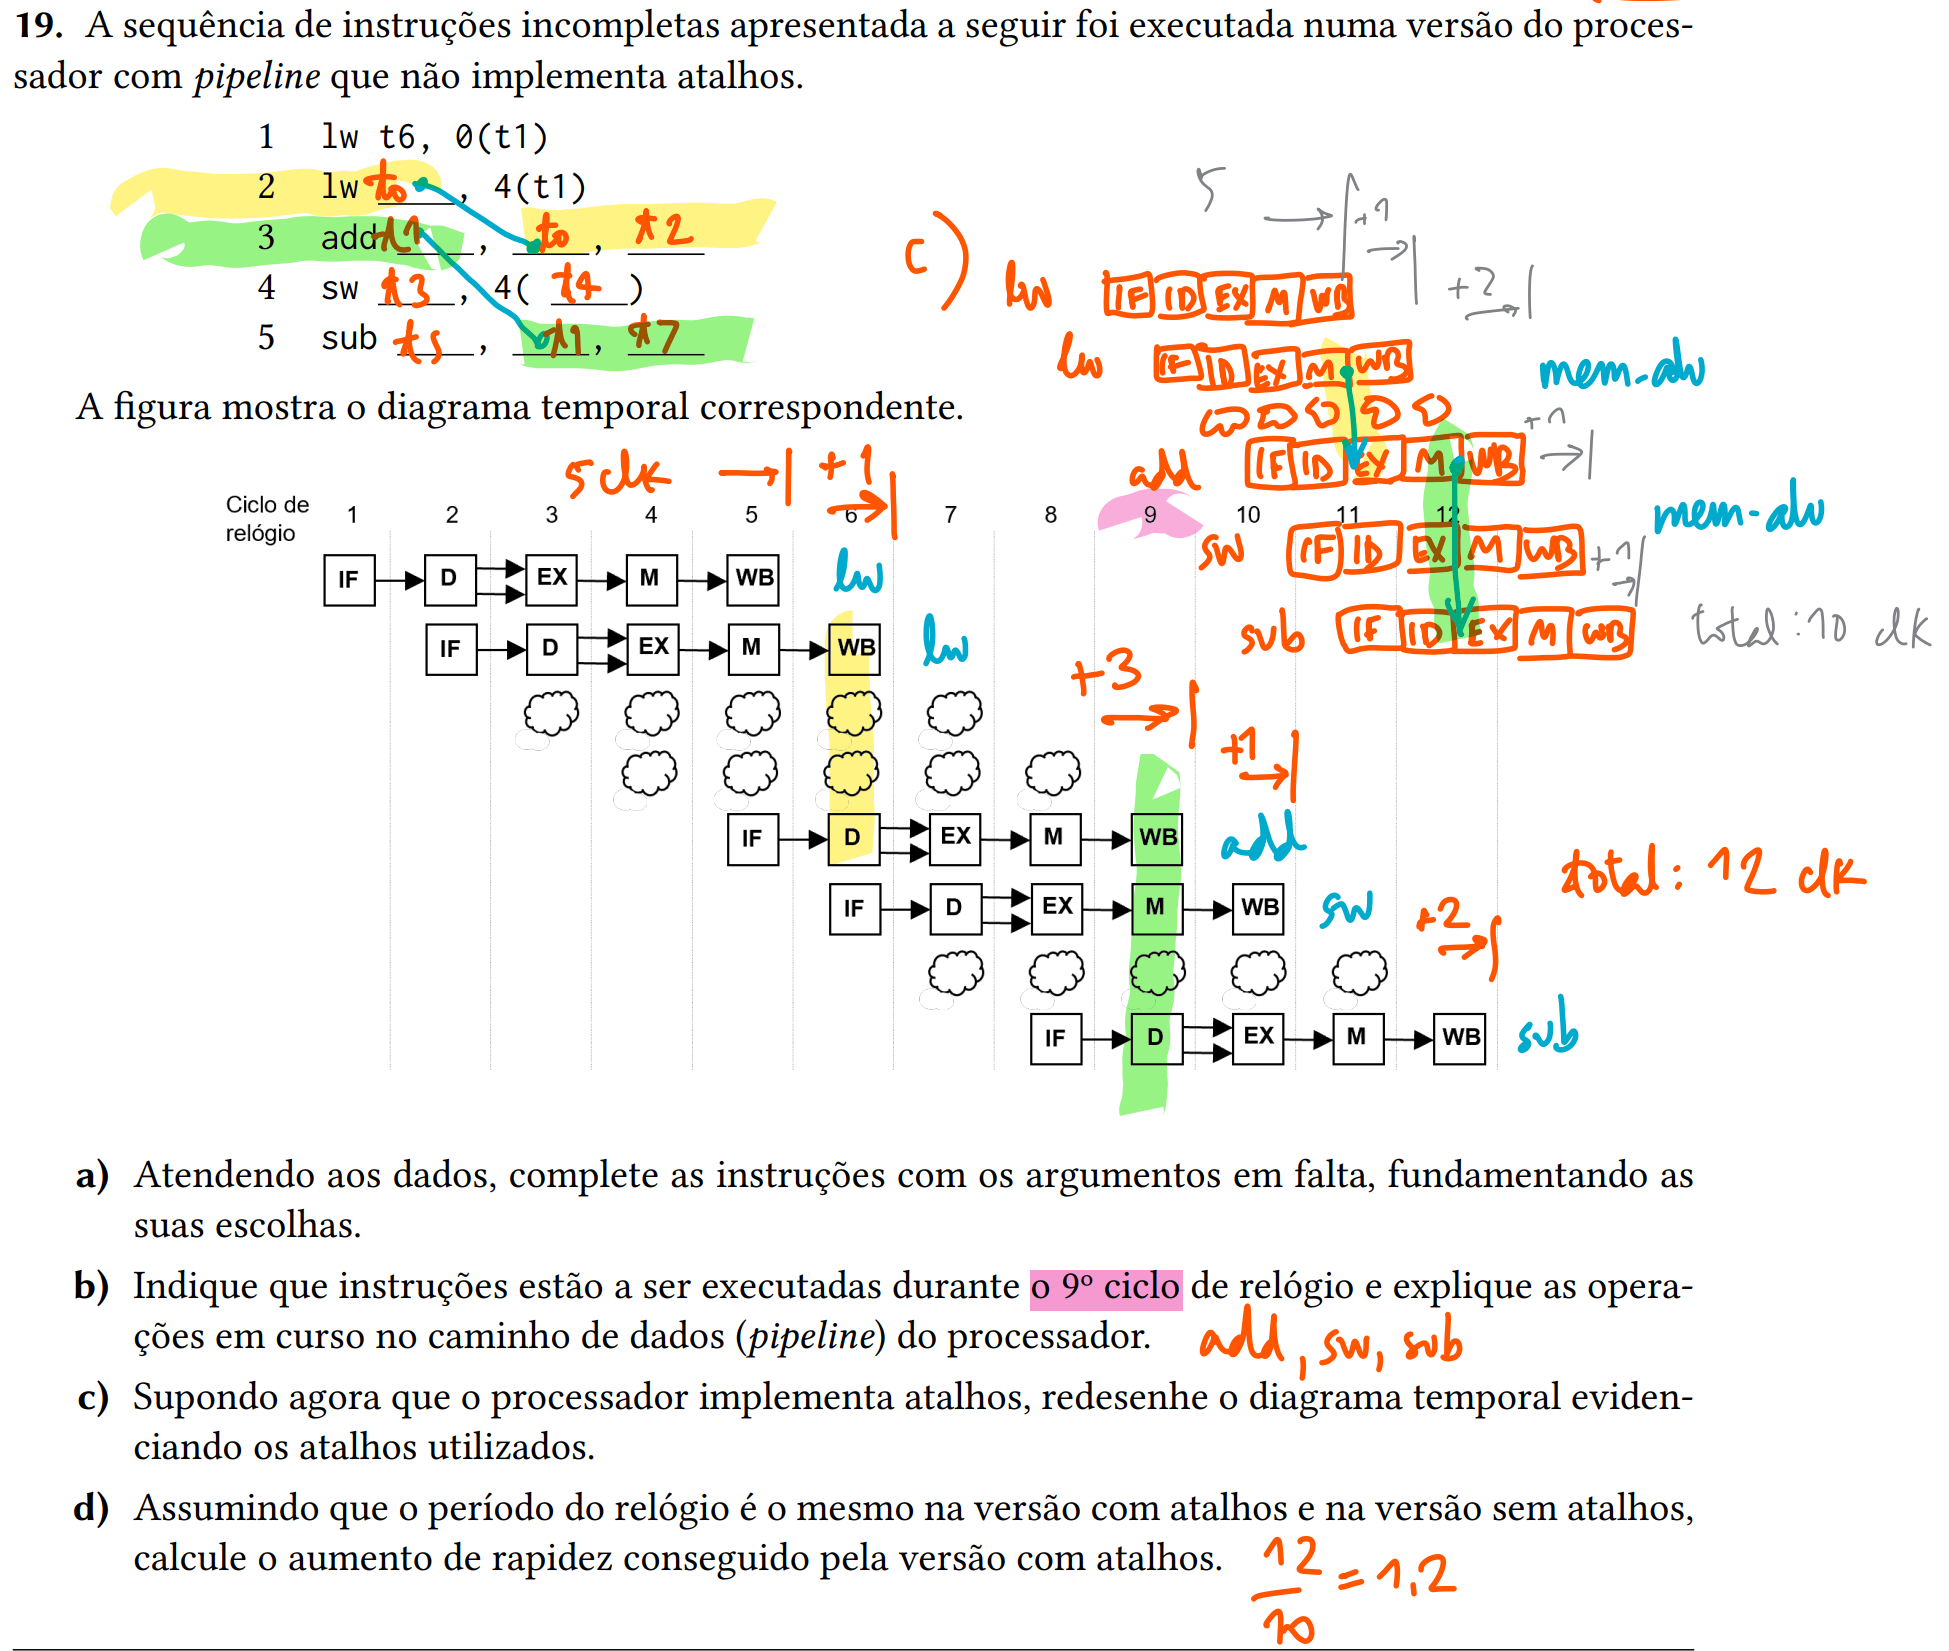 19. A sequência de instruções incompletas apresentada a seguir foi executada numa versão do proces-
sador com pipeline que não implementa atalhos.
1 lw t6, 0(t1)
2 lw t0, 4(t1)
3 add t1, t0, t2
4 sw t3, 4( t4 )
5 sub t5, t1, t7
A figura mostra o diagrama temporal correspondente.
c)
5 +1 +2
lw IF ID EX M WB
lw IF ID EX M WB
mem-alu
add IF ID EX M WB +1
mem-alu
sw IF ID EX M WB +1
sub IF ID EX M WB
total: 10 clk
5 clk +1
Ciclo de relógio 1 2 3 4 5 6 7 8 9 10 11 12
IF D EX M WB lw
IF D EX M WB lw
+3
+1
IF D EX M WB add
total: 12 clk
IF D EX M WB sw
+2
IF D EX M WB sub
a) Atendendo aos dados, complete as instruções com os argumentos em falta, fundamentando as
suas escolhas.
b) Indique que instruções estão a ser executadas durante o 9º ciclo de relógio e explique as opera-
ções em curso no caminho de dados (pipeline) do processador. add, sw, sub
c) Supondo agora que o processador implementa atalhos, redesenhe o diagrama temporal eviden-
ciando os atalhos utilizados.
d) Assumindo que o período do relógio é o mesmo na versão com atalhos e na versão sem atalhos,
calcule o aumento de rapidez conseguido pela versão com atalhos. 12/10 = 1,2